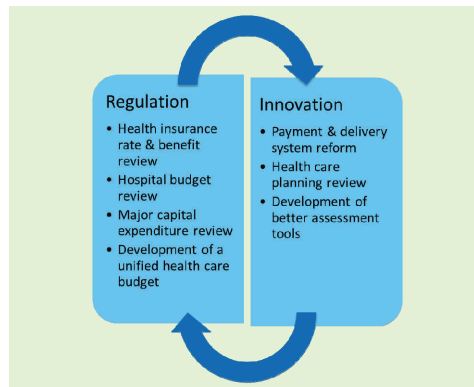 Regulation
• Health insurance
rate & benefit
review
• Hospital budget
review
• Major capital
expenditure review
• Development of a
unified health care
budget
Innovation
• Payment & delivery
system reform
• Health care
planning review
• Development of
better assessment
tools